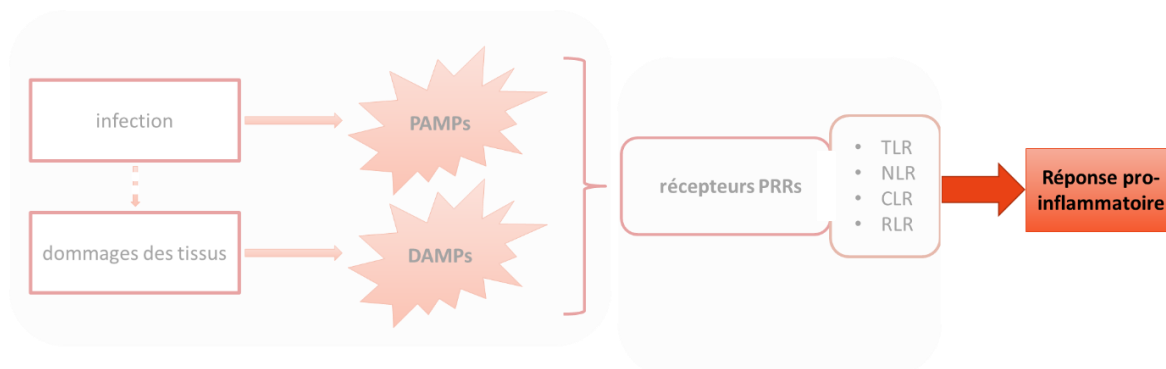 infection
PAMPs
dommages des tissus
DAMPs
récepteurs PRRs
• TLR
• NLR
• CLR
• RLR
Réponse pro-
inflammatoire